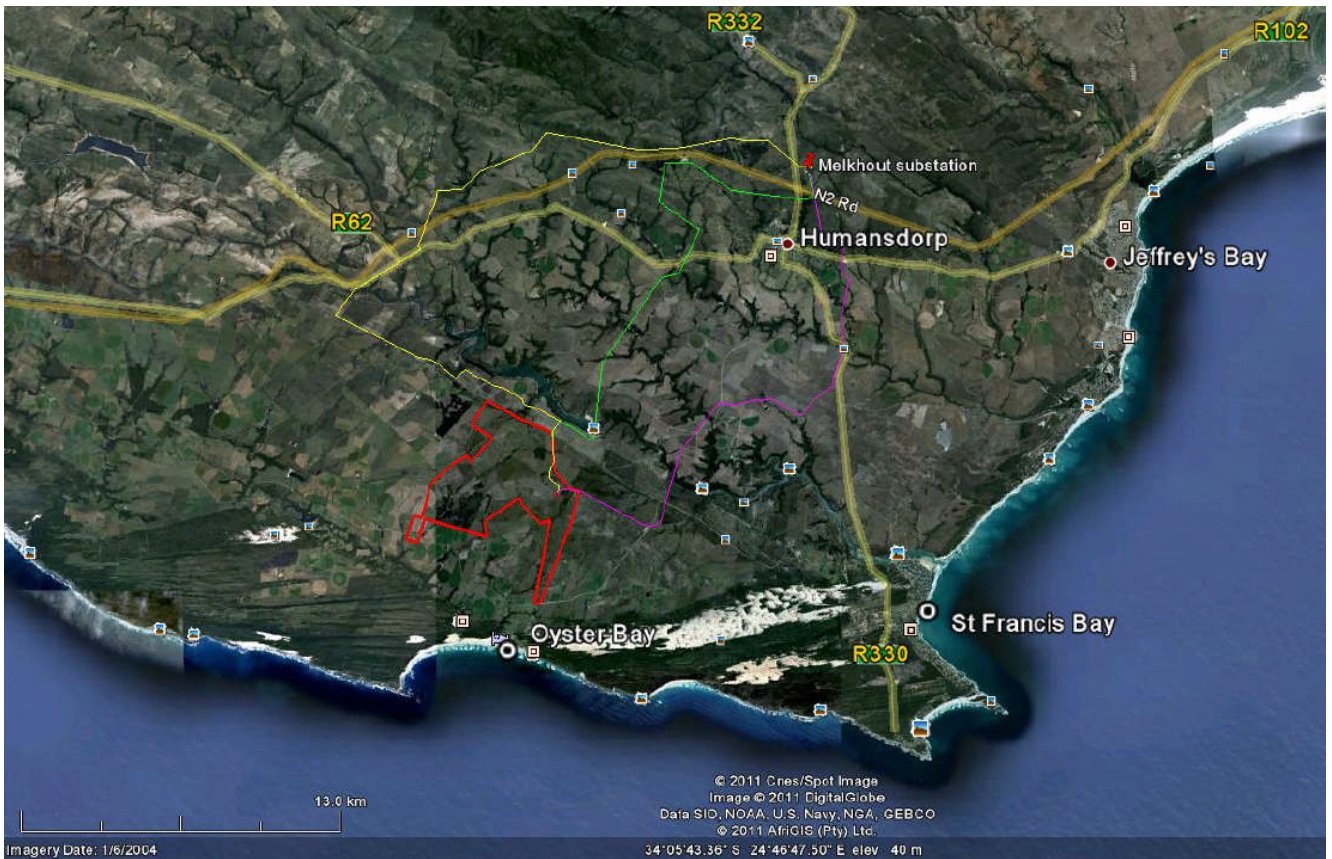 R332
R102
Melkhout substation
N2 Rd
R62
Humansdorp
Jeffrey's Bay
St Francis Bay
Oyster Bay
R330
© 2011 Cnes/Spot Image
Image © 2011 DigitalGlobe
Data SIO, NOAA, U.S. Navy, NGA, GEBCO
© 2011 AfriGIS (Pty) Ltd.
13.0 km
Imagery Date: 1/6/2004
34°05'43.36" S 24°46'47.50" E elev 40 m